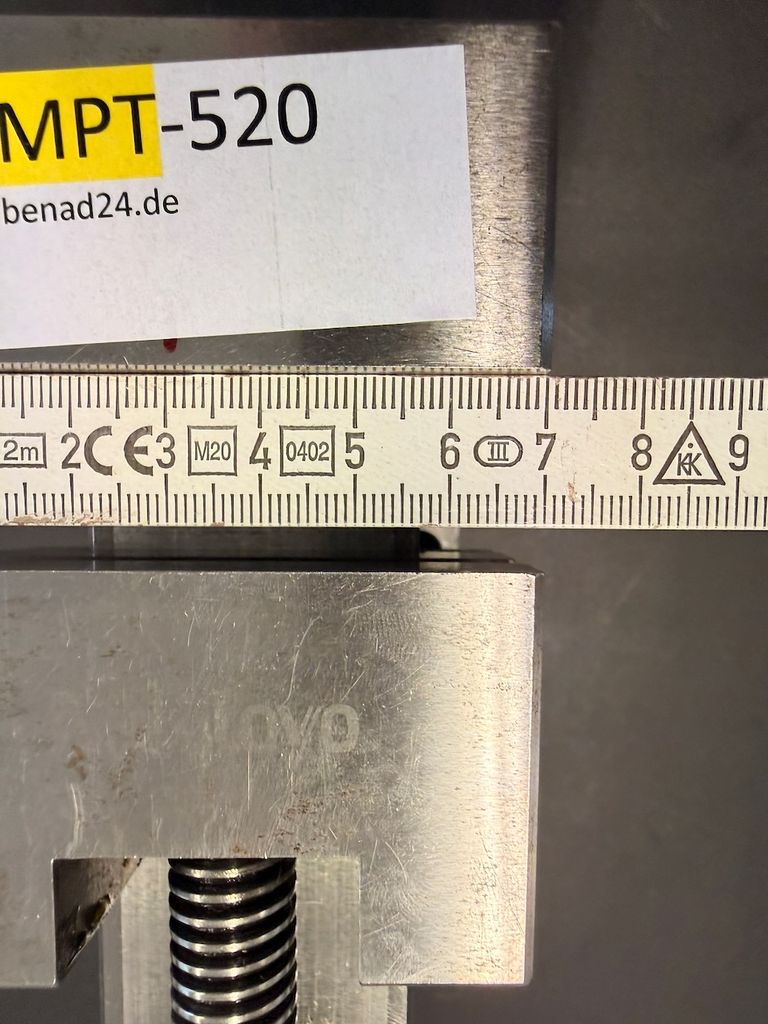 MPT-520
benad24.de
2m 2 CE 3 M20 4 0402 5 6 III 7 8 KK 9